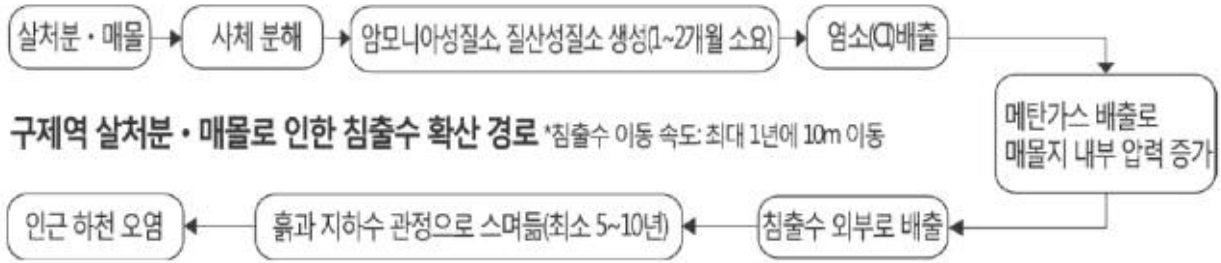 살처분・매몰
사체 분해
암모니아성질소, 질산성질소 생성(1~2개월 소요)
염소(Cl)배출
메탄가스 배출로
매몰지 내부 압력 증가
구제역 살처분・매몰로 인한 침출수 확산 경로 *침출수 이동 속도: 최대 1년에 10m 이동
침출수 외부로 배출
흙과 지하수 관정으로 스며듦(최소 5~10년)
인근 하천 오염